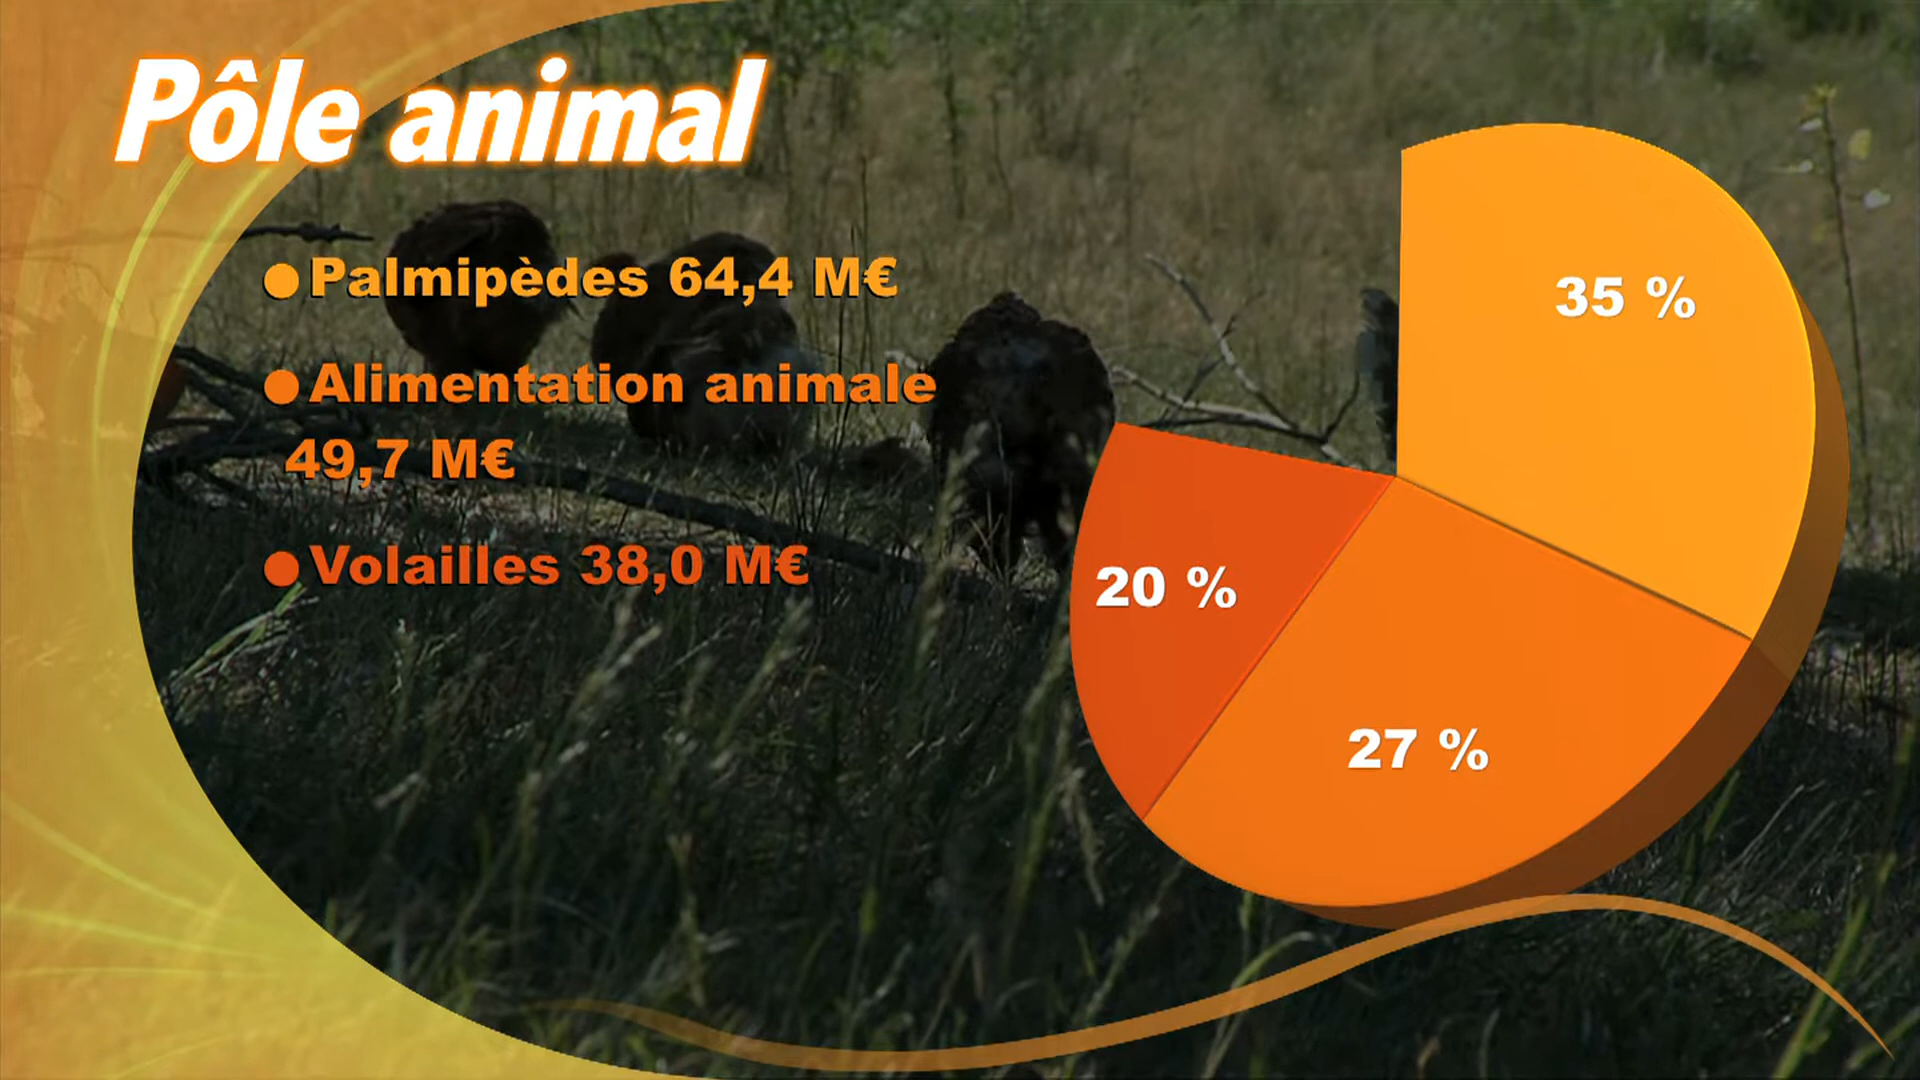 Pôle animal
Palmipèdes 64,4 M€
Alimentation animale
49,7 M€
Volailles 38,0 M€
35 %
20 %
27 %